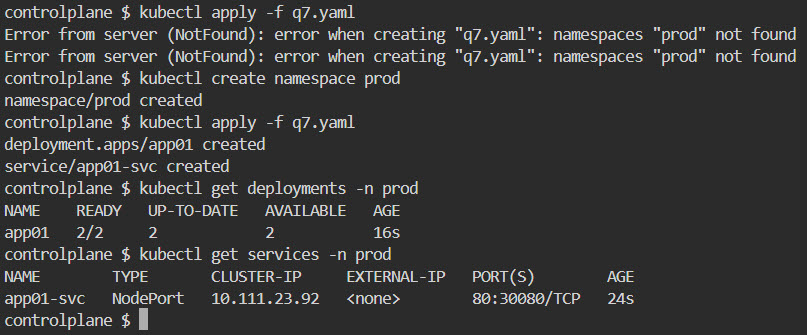 controlplane $ kubectl apply -f q7.yaml
Error from server (NotFound): error when creating "q7.yaml": namespaces "prod" not found
Error from server (NotFound): error when creating "q7.yaml": namespaces "prod" not found
controlplane $ kubectl create namespace prod
namespace/prod created
controlplane $ kubectl apply -f q7.yaml
deployment.apps/app01 created
service/app01-svc created
controlplane $ kubectl get deployments -n prod
NAME    READY   UP-TO-DATE   AVAILABLE   AGE
app01   2/2     2            2           16s
controlplane $ kubectl get services -n prod
NAME        TYPE       CLUSTER-IP     EXTERNAL-IP   PORT(S)        AGE
app01-svc   NodePort   10.111.23.92   <none>        80:30080/TCP   24s
controlplane $